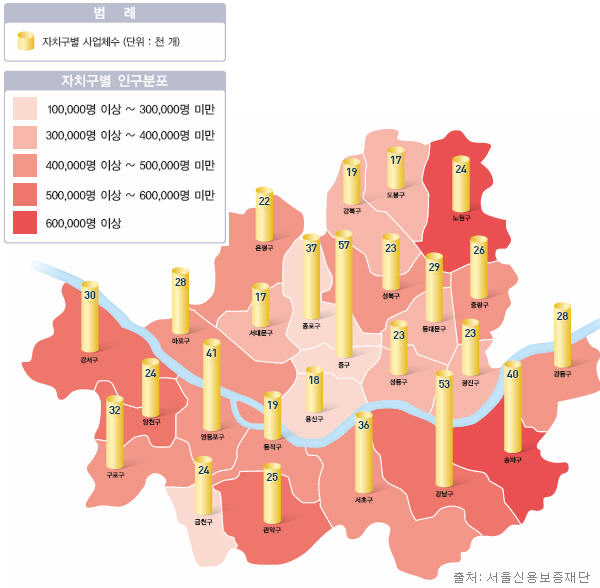 범 례
자치구별 사업체수 (단위 : 천 개)
자치구별 인구분포
100,000명 이상 ~ 300,000명 미만
300,000명 이상 ~ 400,000명 미만
400,000명 이상 ~ 500,000명 미만
500,000명 이상 ~ 600,000명 미만
600,000명 이상
17
도봉구
19
강북구
24
노원구
22
은평구
37
종로구
57
중구
23
성북구
29
동대문구
26
중랑구
30
강서구
28
마포구
17
서대문구
23
성동구
23
광진구
28
강동구
24
양천구
41
영등포구
18
용산구
53
강남구
40
송파구
32
구로구
19
동작구
36
서초구
24
금천구
25
관악구
출처: 서울신용보증재단